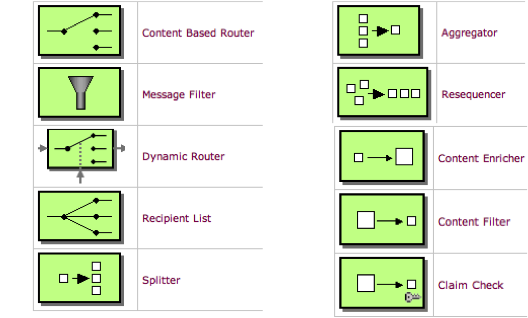 Content Based Router
Message Filter
Dynamic Router
Recipient List
Splitter
Aggregator
Resequencer
Content Enricher
Content Filter
Claim Check